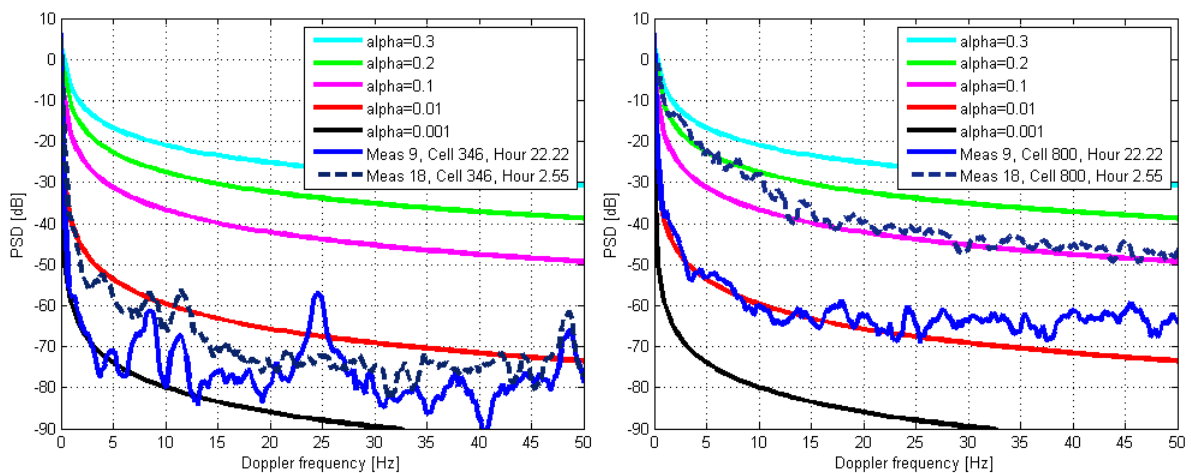 10
0
-10
-20
-30
-40
-50
-60
-70
-80
-90
PSD [dB]
0 5 10 15 20 25 30 35 40 45 50
Doppler frequency [Hz]
alpha=0.3
alpha=0.2
alpha=0.1
alpha=0.01
alpha=0.001
Meas 9, Cell 346, Hour 22.22
Meas 18, Cell 346, Hour 2.55
10
0
-10
-20
-30
-40
-50
-60
-70
-80
-90
PSD [dB]
0 5 10 15 20 25 30 35 40 45 50
Doppler frequency [Hz]
alpha=0.3
alpha=0.2
alpha=0.1
alpha=0.01
alpha=0.001
Meas 9, Cell 800, Hour 22.22
Meas 18, Cell 800, Hour 2.55